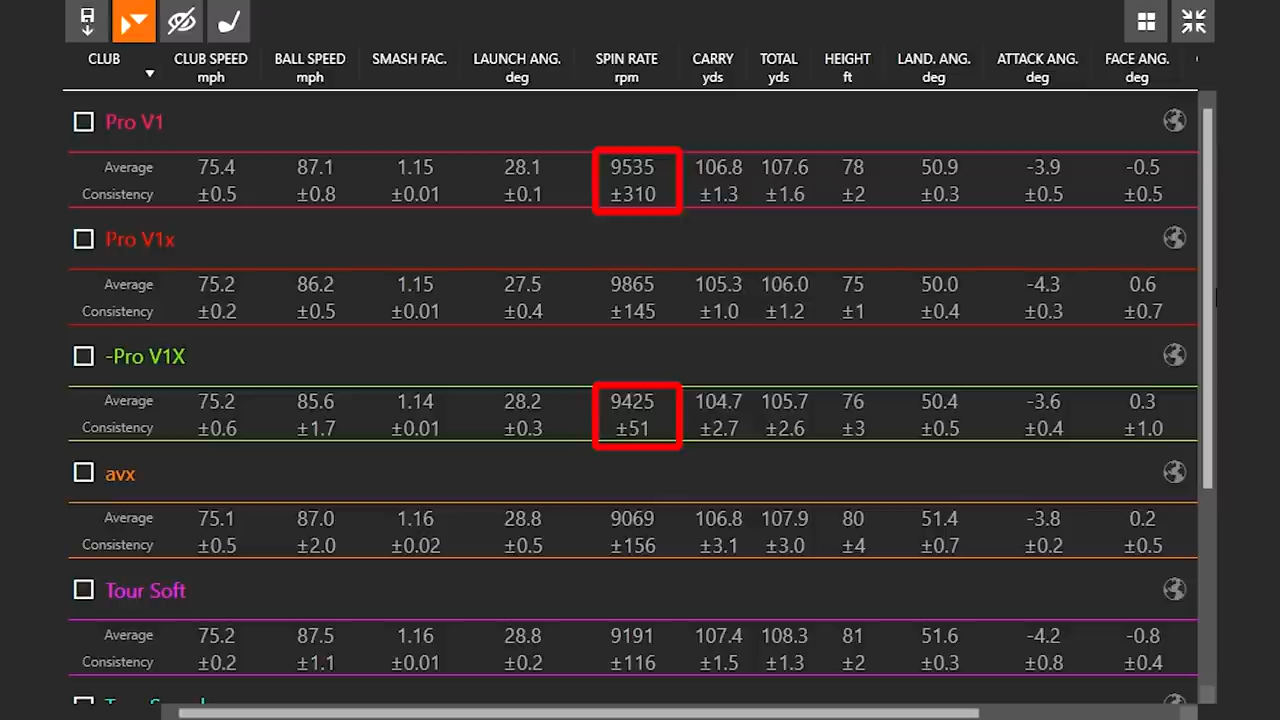 CLUB CLUB SPEED BALL SPEED SMASH FAC. LAUNCH ANG. SPIN RATE CARRY TOTAL HEIGHT LAND. ANG. ATTACK ANG. FACE ANG.
mph mph deg rpm yds yds ft deg deg deg
Pro V1
Average 75.4 87.1 1.15 28.1 9535 106.8 107.6 78 50.9 -3.9 -0.5
Consistency ±0.5 ±0.8 ±0.01 ±0.1 ±310 ±1.3 ±1.6 ±2 ±0.3 ±0.5 ±0.5
Pro V1x
Average 75.2 86.2 1.15 27.5 9865 105.3 106.0 75 50.0 -4.3 0.6
Consistency ±0.2 ±0.5 ±0.01 ±0.4 ±145 ±1.0 ±1.2 ±1 ±0.4 ±0.3 ±0.7
-Pro V1X
Average 75.2 85.6 1.14 28.2 9425 104.7 105.7 76 50.4 -3.6 0.3
Consistency ±0.6 ±1.7 ±0.01 ±0.3 ±51 ±2.7 ±2.6 ±3 ±0.5 ±0.4 ±1.0
avx
Average 75.1 87.0 1.16 28.8 9069 106.8 107.9 80 51.4 -3.8 0.2
Consistency ±0.5 ±2.0 ±0.02 ±0.5 ±156 ±3.1 ±3.0 ±4 ±0.7 ±0.2 ±0.5
Tour Soft
Average 75.2 87.5 1.16 28.8 9191 107.4 108.3 81 51.6 -4.2 -0.8
Consistency ±0.2 ±1.1 ±0.01 ±0.2 ±116 ±1.5 ±1.3 ±2 ±0.3 ±0.8 ±0.4